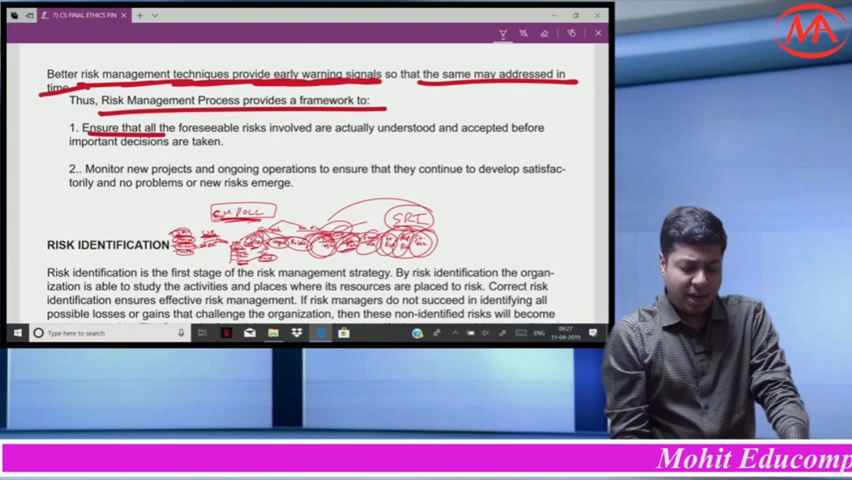 7) CS FINAL ETHICS FIN
MA
Better risk management techniques provide early warning signals so that the same may addressed in
time
Thus, Risk Management Process provides a framework to:
1. Ensure that all the foreseeable risks involved are actually understood and accepted before
important decisions are taken.
2.. Monitor new projects and ongoing operations to ensure that they continue to develop satisfac-
torily and no problems or new risks emerge.
SRI
RISK IDENTIFICATION
Risk identification is the first stage of the risk management strategy. By risk identification the organ-
ization is able to study the activities and places where its resources are placed to risk. Correct risk
identification ensures effective risk management. If risk managers do not succeed in identifying all
possible losses or gains that challenge the organization, then these non-identified risks will become
Type here to search
ENG
09:27
11-04-2019
Mohit Educomp